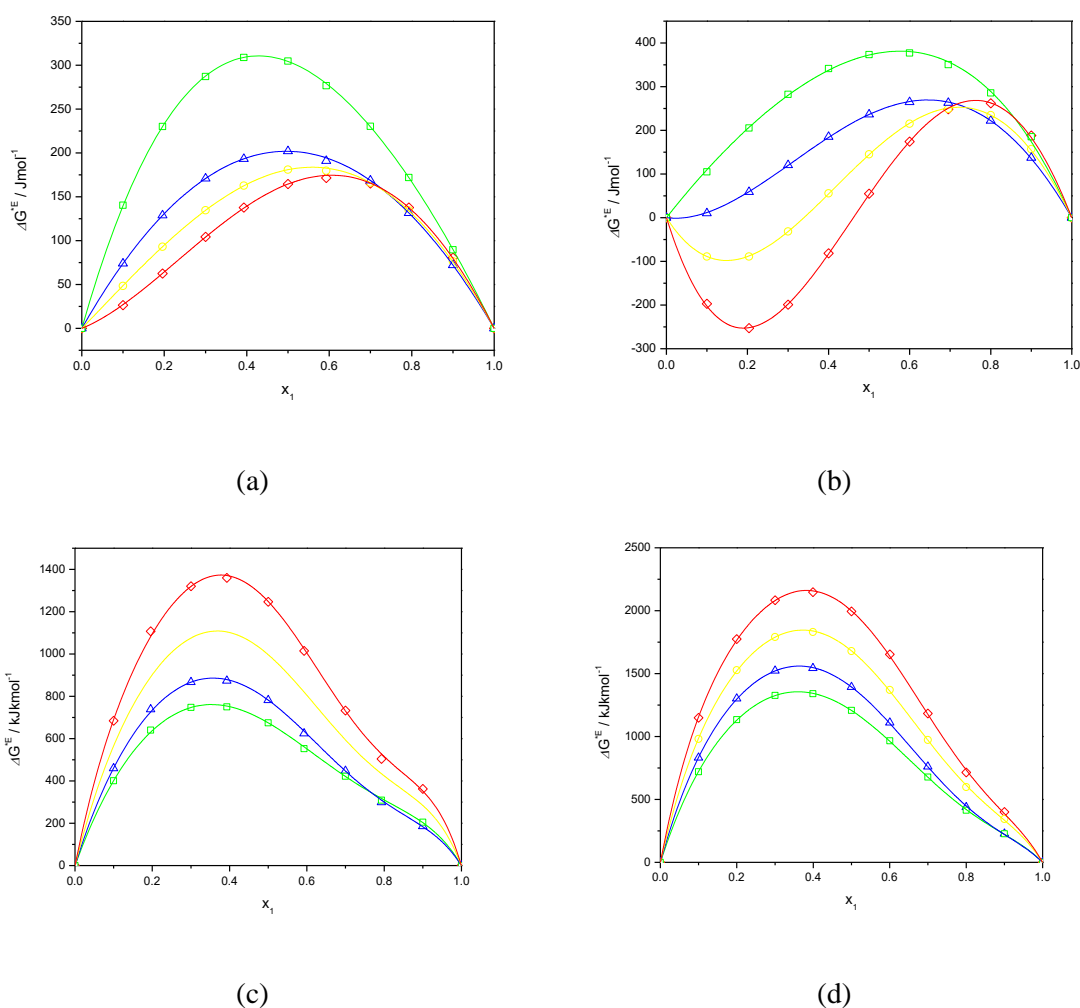 350
300
250
200
150
100
50
0
ΔG*E / Jmol-1
0.0 0.2 0.4 0.6 0.8 1.0
x1
(a)
400
300
200
100
0
-100
-200
-300
ΔG*E / Jmol-1
0.0 0.2 0.4 0.6 0.8 1.0
x1
(b)
1400
1200
1000
800
600
400
200
0
ΔG*E / kJkmol-1
0.0 0.2 0.4 0.6 0.8 1.0
x1
(c)
2500
2000
1500
1000
500
0
ΔG*E / kJkmol-1
0.0 0.2 0.4 0.6 0.8 1.0
x1
(d)